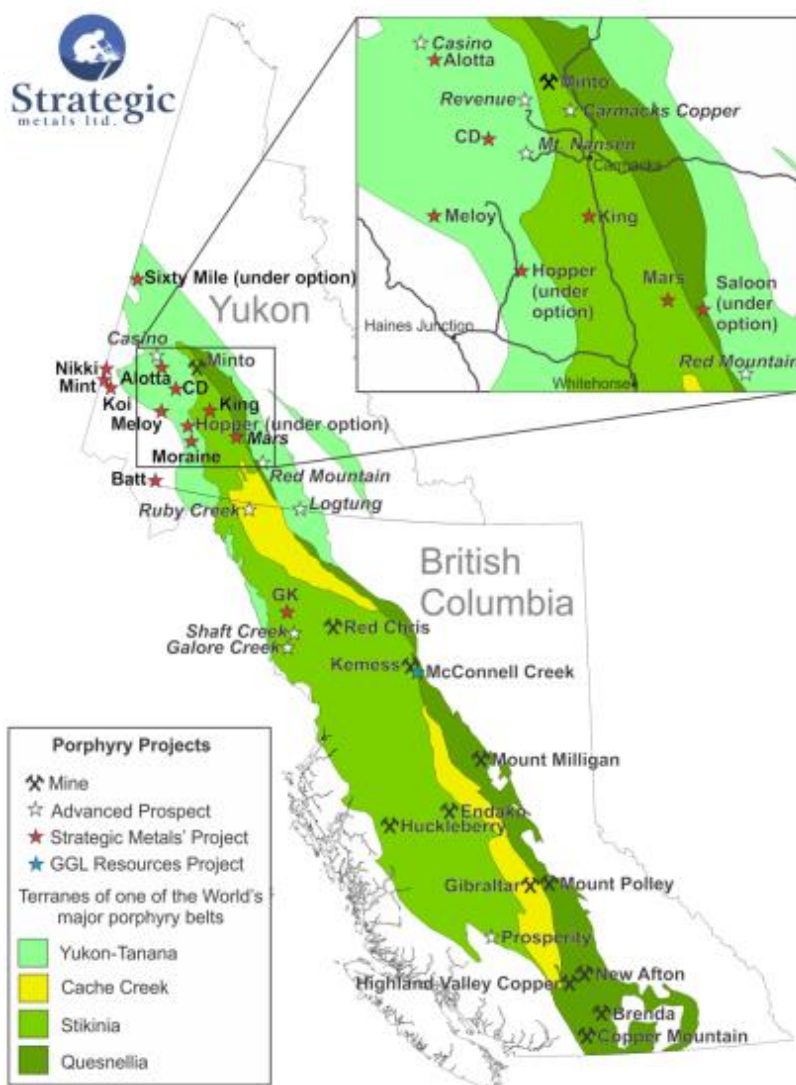 Strategic
metals ltd.
Casino
Alotta
Minto
Revenue
Carmacks Copper
CD
Mt. Nansen
Carmacks
Meloy
King
Hopper
(under
option)
Mars
Saloon
(under
option)
Haines Junction
Red Mountain
Whitehorse
Sixty Mile (under option)
Yukon
Casino
Minto
Nikki
Mint
Alotta
CD
Koi
King
Meloy
Hopper (under option)
Mars
Moraine
Red Mountain
Batt
Ruby Creek
Logtung
British
Columbia
GK
Shaft Creek
Red Chris
Galore Creek
Kemess
McConnell Creek
Mount Milligan
Endako
Huckleberry
Gibraltar
Mount Polley
Prosperity
Highland Valley Copper
New Afton
Brenda
Copper Mountain
Porphyry Projects
Mine
Advanced Prospect
Strategic Metals' Project
GGL Resources Project
Terranes of one of the World's
major porphyry belts
Yukon-Tanana
Cache Creek
Stikinia
Quesnellia